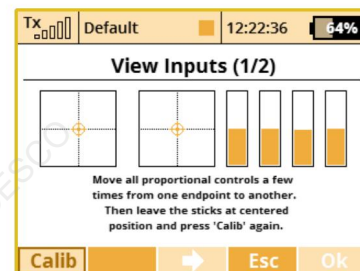 Tx Default 12:22:36 64%
View Inputs (1/2)
Move all proportional controls a few
times from one endpoint to another.
Then leave the sticks at centered
position and press 'Calib' again.
Calib Esc Ok